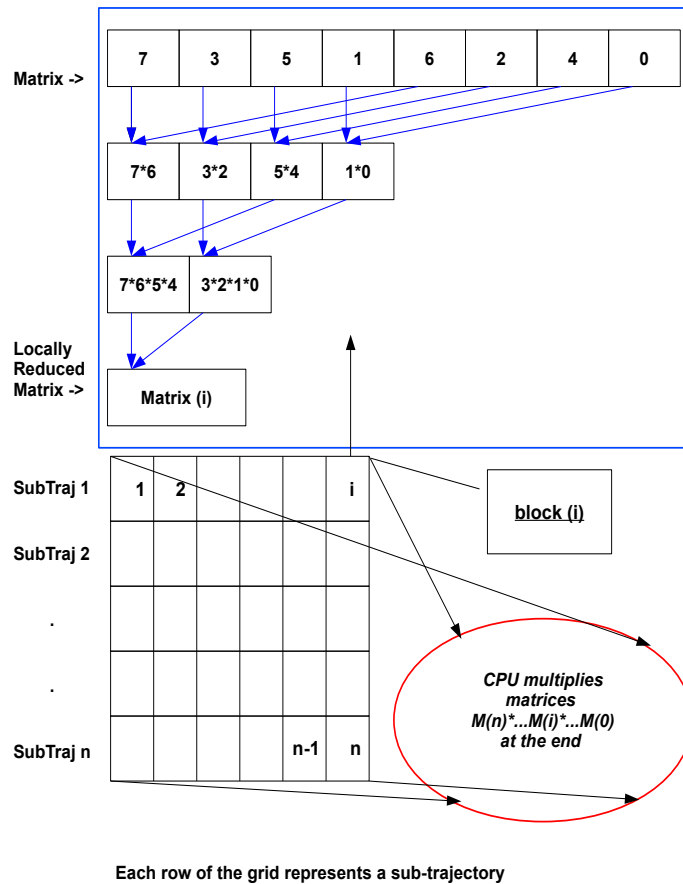 Matrix -> 7 3 5 1 6 2 4 0
7*6 3*2 5*4 1*0
7*6*5*4 3*2*1*0
Locally
Reduced
Matrix -> Matrix (i)
SubTraj 1 1 2 i
block (i)
SubTraj 2
.
.
CPU multiplies
matrices
M(n)*...M(i)*...M(0)
at the end
SubTraj n n-1 n
Each row of the grid represents a sub-trajectory